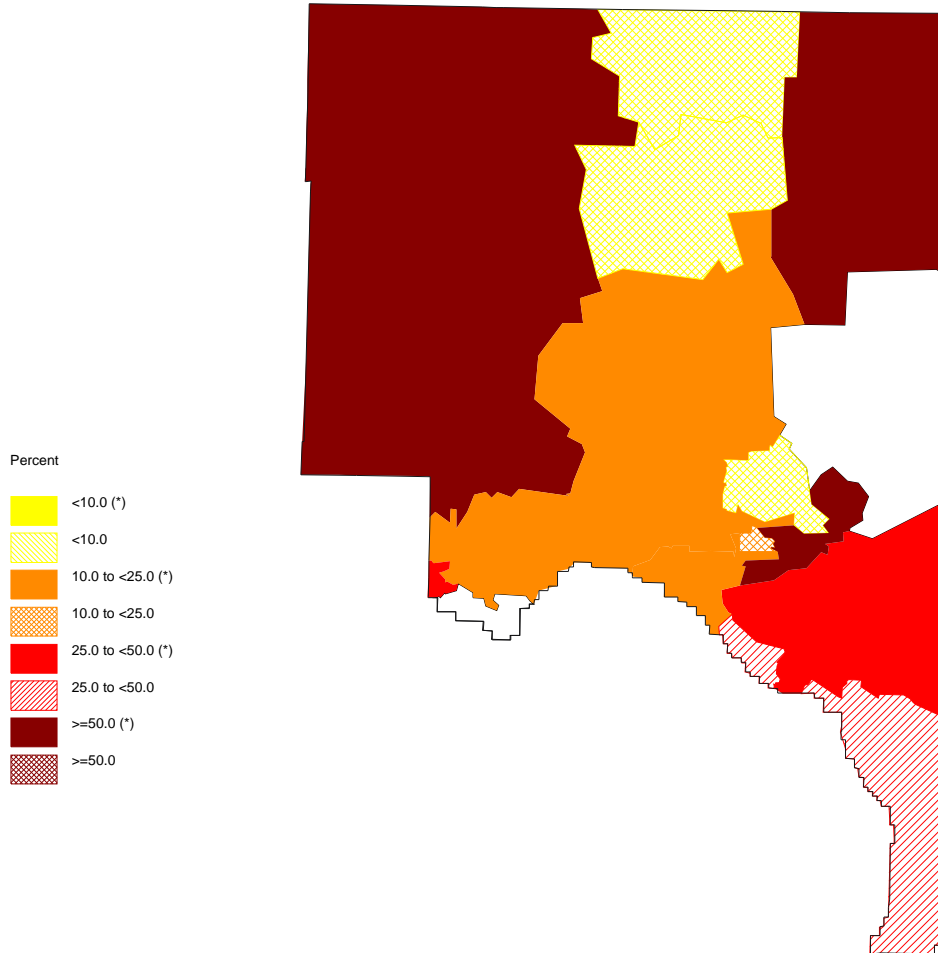 Percent
<10.0 (*)
<10.0
10.0 to <25.0 (*)
10.0 to <25.0
25.0 to <50.0 (*)
25.0 to <50.0
>=50.0 (*)
>=50.0